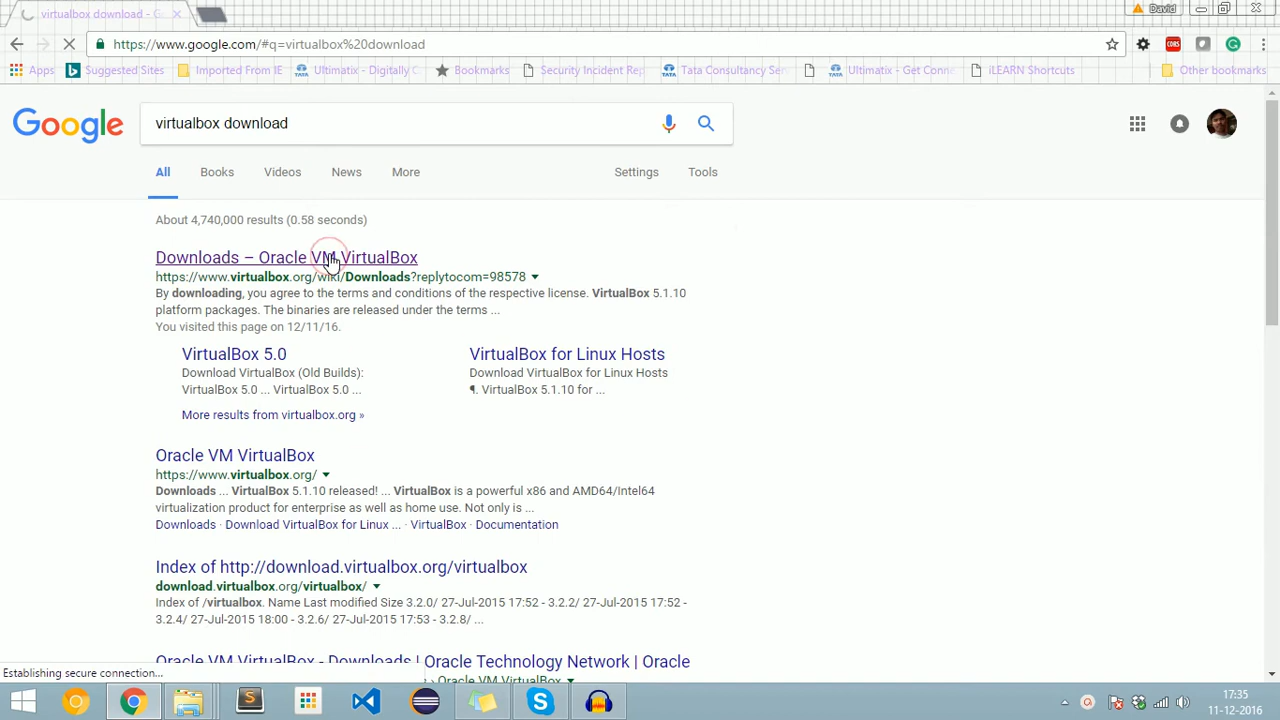 virtualbox download - G
David
https://www.google.com/#q=virtualbox%20download
CORS
Apps
Suggested Sites
Imported From IE
Ultimatix - Digitally C
Bookmarks
Security Incident Rep
Tata Consultancy Ser
Ultimatix - Get Conne
iLEARN Shortcuts
Other bookmarks
Google
virtualbox download
All
Books
Videos
News
More
Settings
Tools
About 4,740,000 results (0.58 seconds)
Downloads – Oracle VM VirtualBox
https://www.virtualbox.org/wiki/Downloads?replytocom=98578
By downloading, you agree to the terms and conditions of the respective license. VirtualBox 5.1.10
platform packages. The binaries are released under the terms ...
You visited this page on 12/11/16.
VirtualBox 5.0
Download VirtualBox (Old Builds):
VirtualBox 5.0 ... VirtualBox 5.0 ...
VirtualBox for Linux Hosts
Download VirtualBox for Linux Hosts
¶. VirtualBox 5.1.10 for ...
More results from virtualbox.org »
Oracle VM VirtualBox
https://www.virtualbox.org/
Downloads ... VirtualBox 5.1.10 released! ... VirtualBox is a powerful x86 and AMD64/Intel64
virtualization product for enterprise as well as home use. Not only is ...
Downloads · Download VirtualBox for Linux ... · VirtualBox · Documentation
Index of http://download.virtualbox.org/virtualbox
download.virtualbox.org/virtualbox/
Index of /virtualbox. Name Last modified Size 3.2.0/ 27-Jul-2015 17:52 - 3.2.2/ 27-Jul-2015 17:52 -
3.2.4/ 27-Jul-2015 18:00 - 3.2.6/ 27-Jul-2015 17:53 - 3.2.8/ ...
Oracle VM VirtualBox - Downloads | Oracle Technology Network | Oracle
› Oracle VM VirtualBox
Establishing secure connection...
17:35
11-12-2016